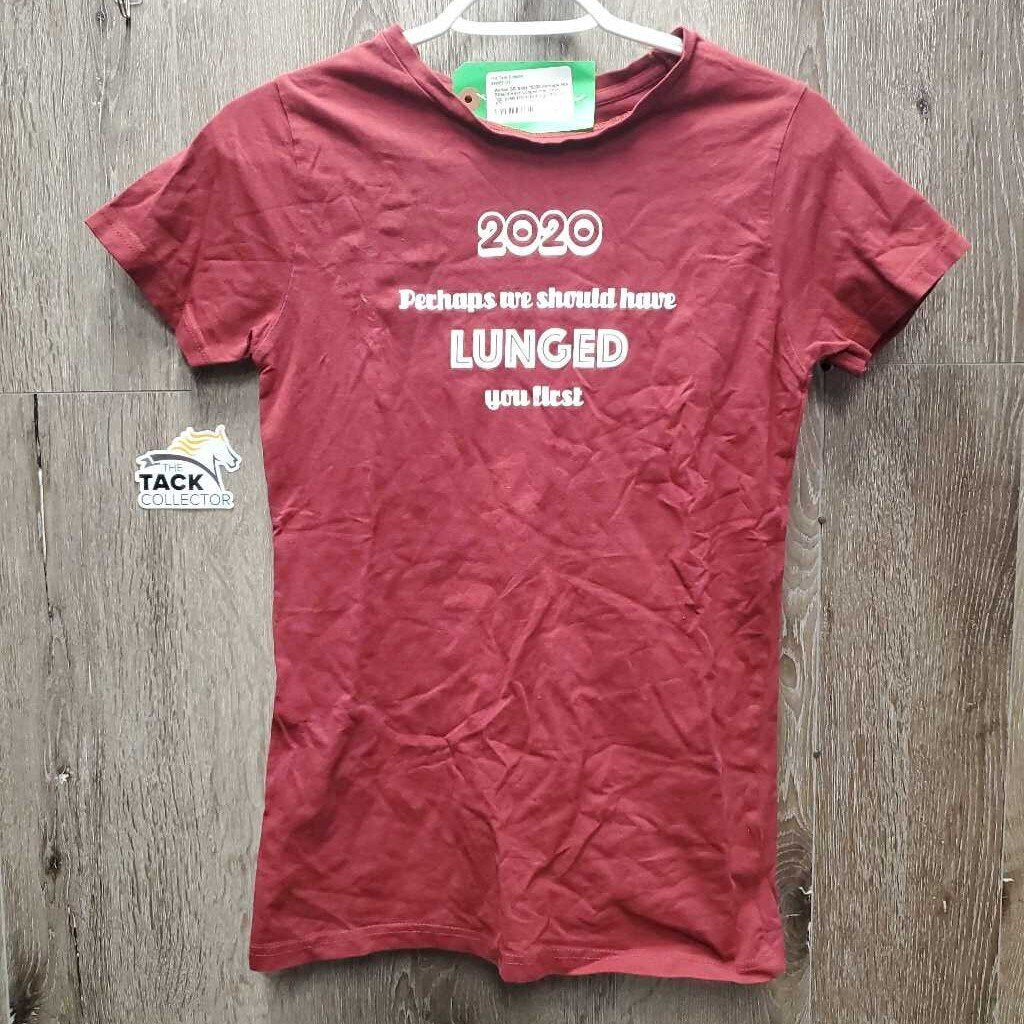 2020
Perhaps we should have
LUNGED
you first
THE
TACK
COLLECTOR